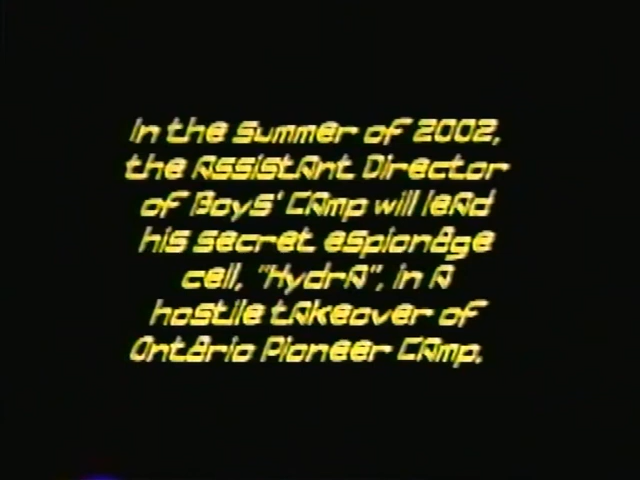 In the summer of 2002,
the Assistant Director
of Boys' Camp will lead
his secret espionage
cell, "Hydra", in a
hostile takeover of
Ontario Pioneer Camp.